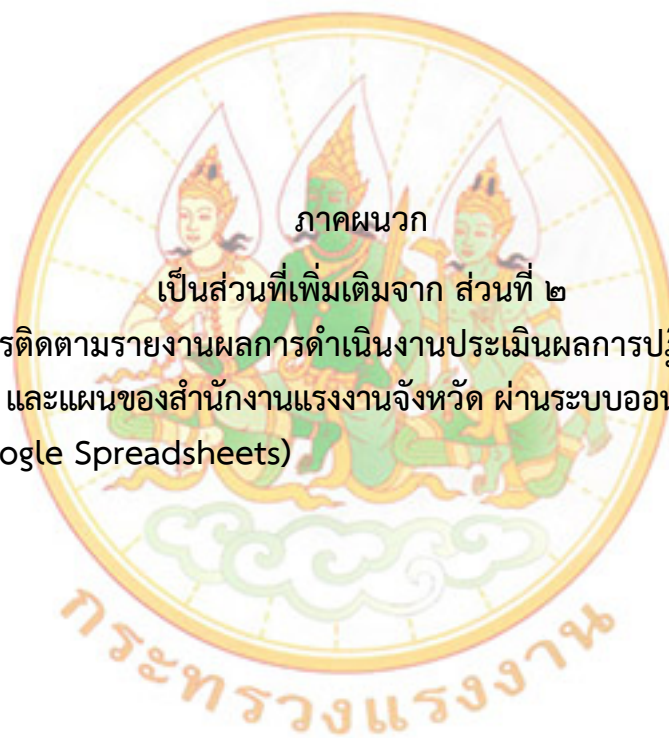 ภาคผนวก
เป็นส่วนที่เพิ่มเติมจาก ส่วนที่ ๒
รติดตามรายงานผลการดำเนินงานประเมินผลการปฏิ
และแผนของสำนักงานแรงงานจังหวัด ผ่านระบบออน
ogle Spreadsheets)
กระทรวงแรงงาน